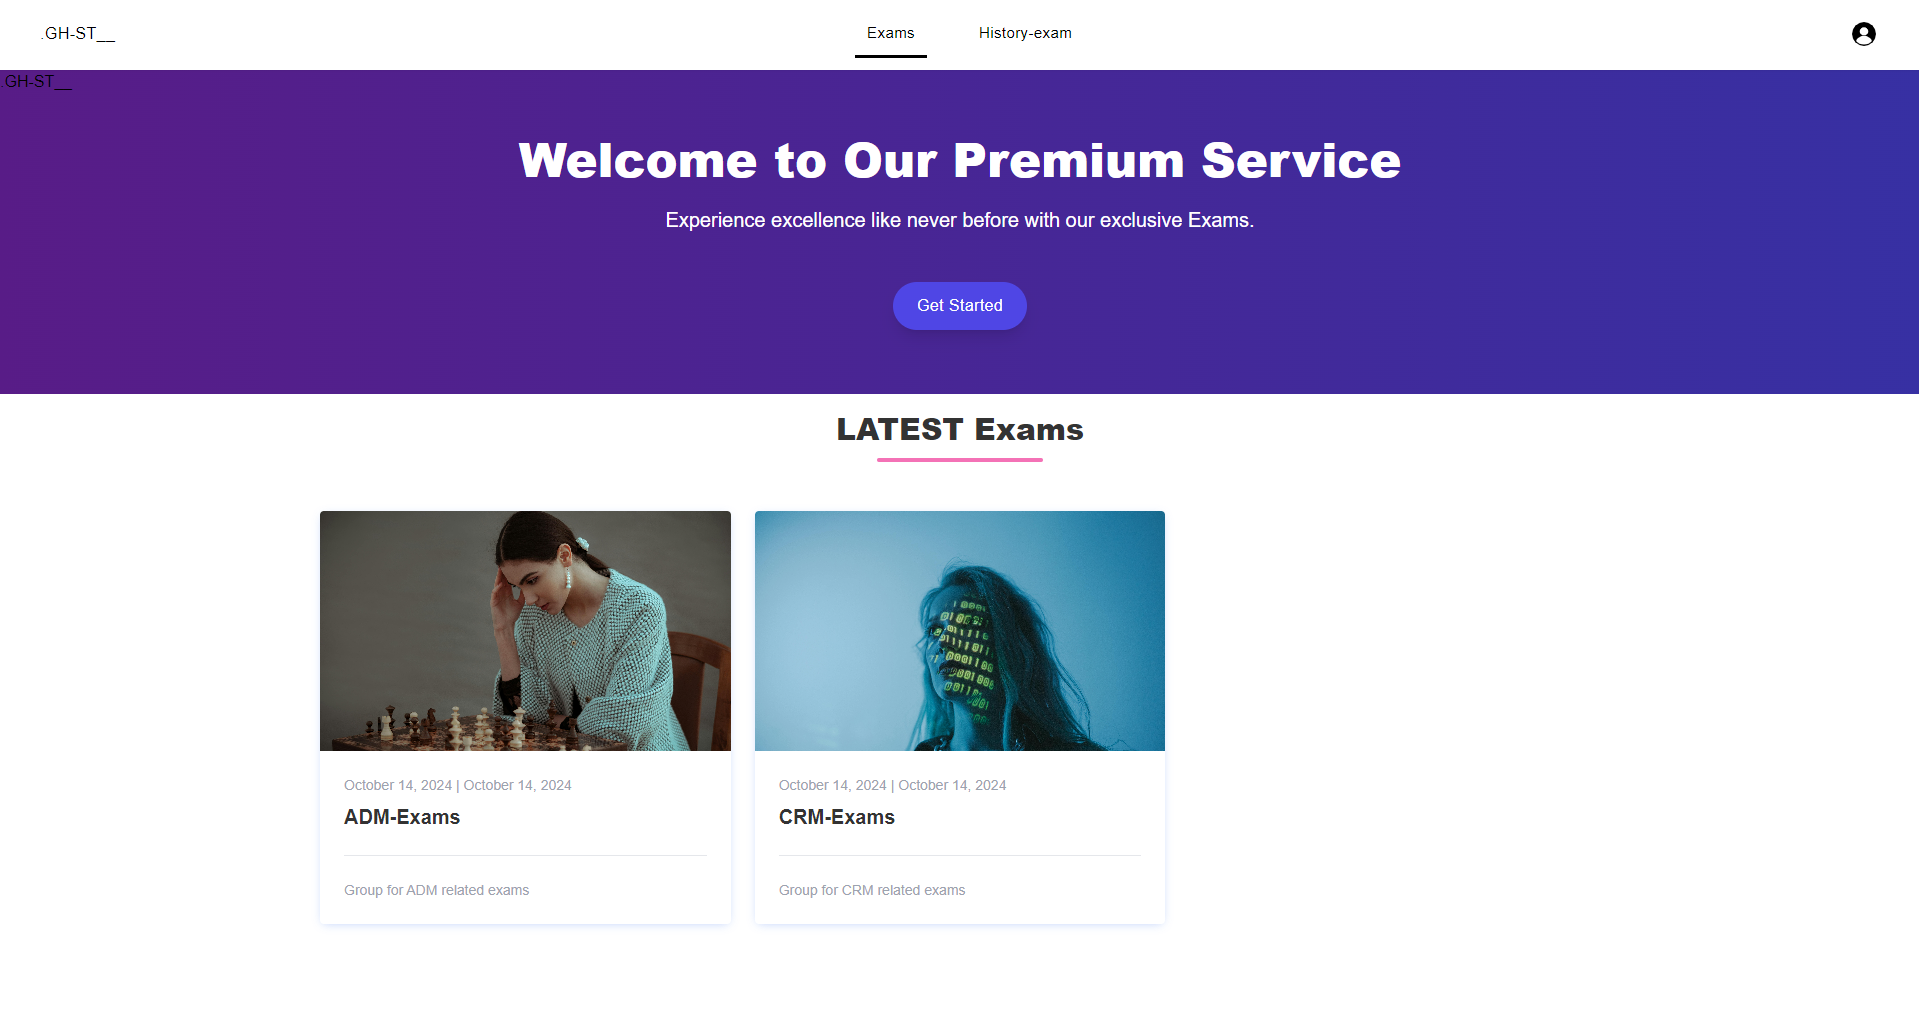 .GH-ST__
Exams
History-exam
.GH-ST__
Welcome to Our Premium Service
Experience excellence like never before with our exclusive Exams.
Get Started
LATEST Exams
October 14, 2024 | October 14, 2024
ADM-Exams
Group for ADM related exams
October 14, 2024 | October 14, 2024
CRM-Exams
Group for CRM related exams